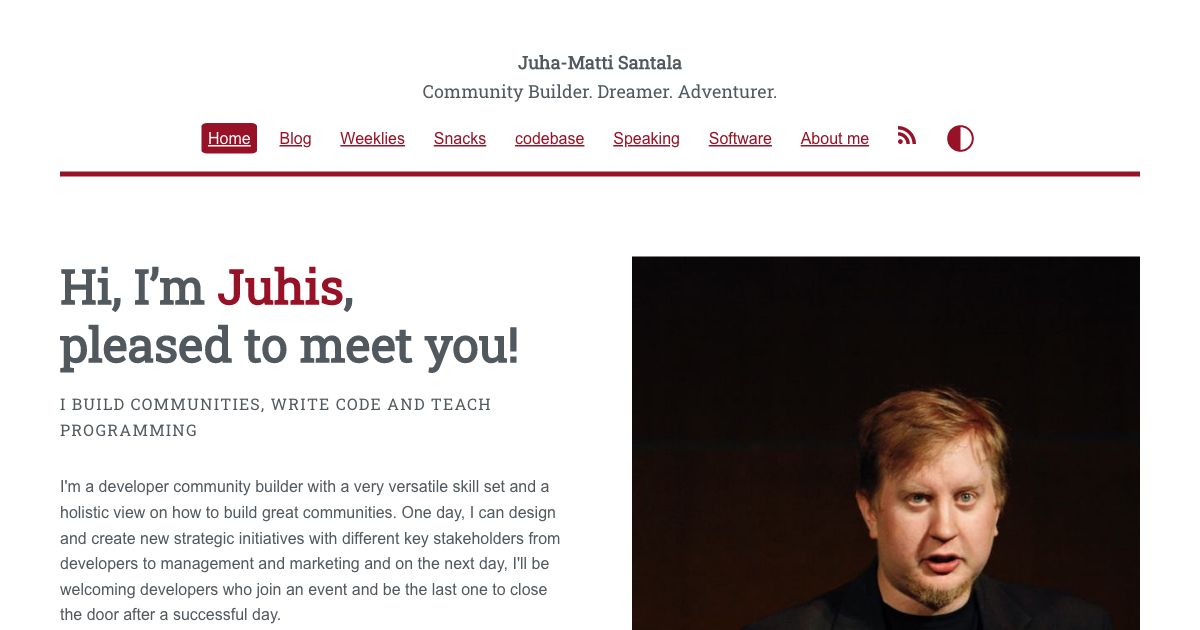 Juha-Matti Santala
Community Builder. Dreamer. Adventurer.
Home Blog Weeklies Snacks codebase Speaking Software About me
Hi, I’m Juhis,
pleased to meet you!
I BUILD COMMUNITIES, WRITE CODE AND TEACH
PROGRAMMING
I'm a developer community builder with a very versatile skill set and a
holistic view on how to build great communities. One day, I can design
and create new strategic initiatives with different key stakeholders from
developers to management and marketing and on the next day, I'll be
welcoming developers who join an event and be the last one to close
the door after a successful day.